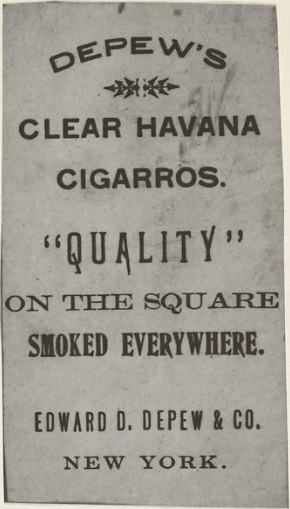 DEPEW'S
CLEAR HAVANA
CIGARROS.
"QUALITY"
ON THE SQUARE
SMOKED EVERYWHERE.
EDWARD D. DEPEW & CO.
NEW YORK.